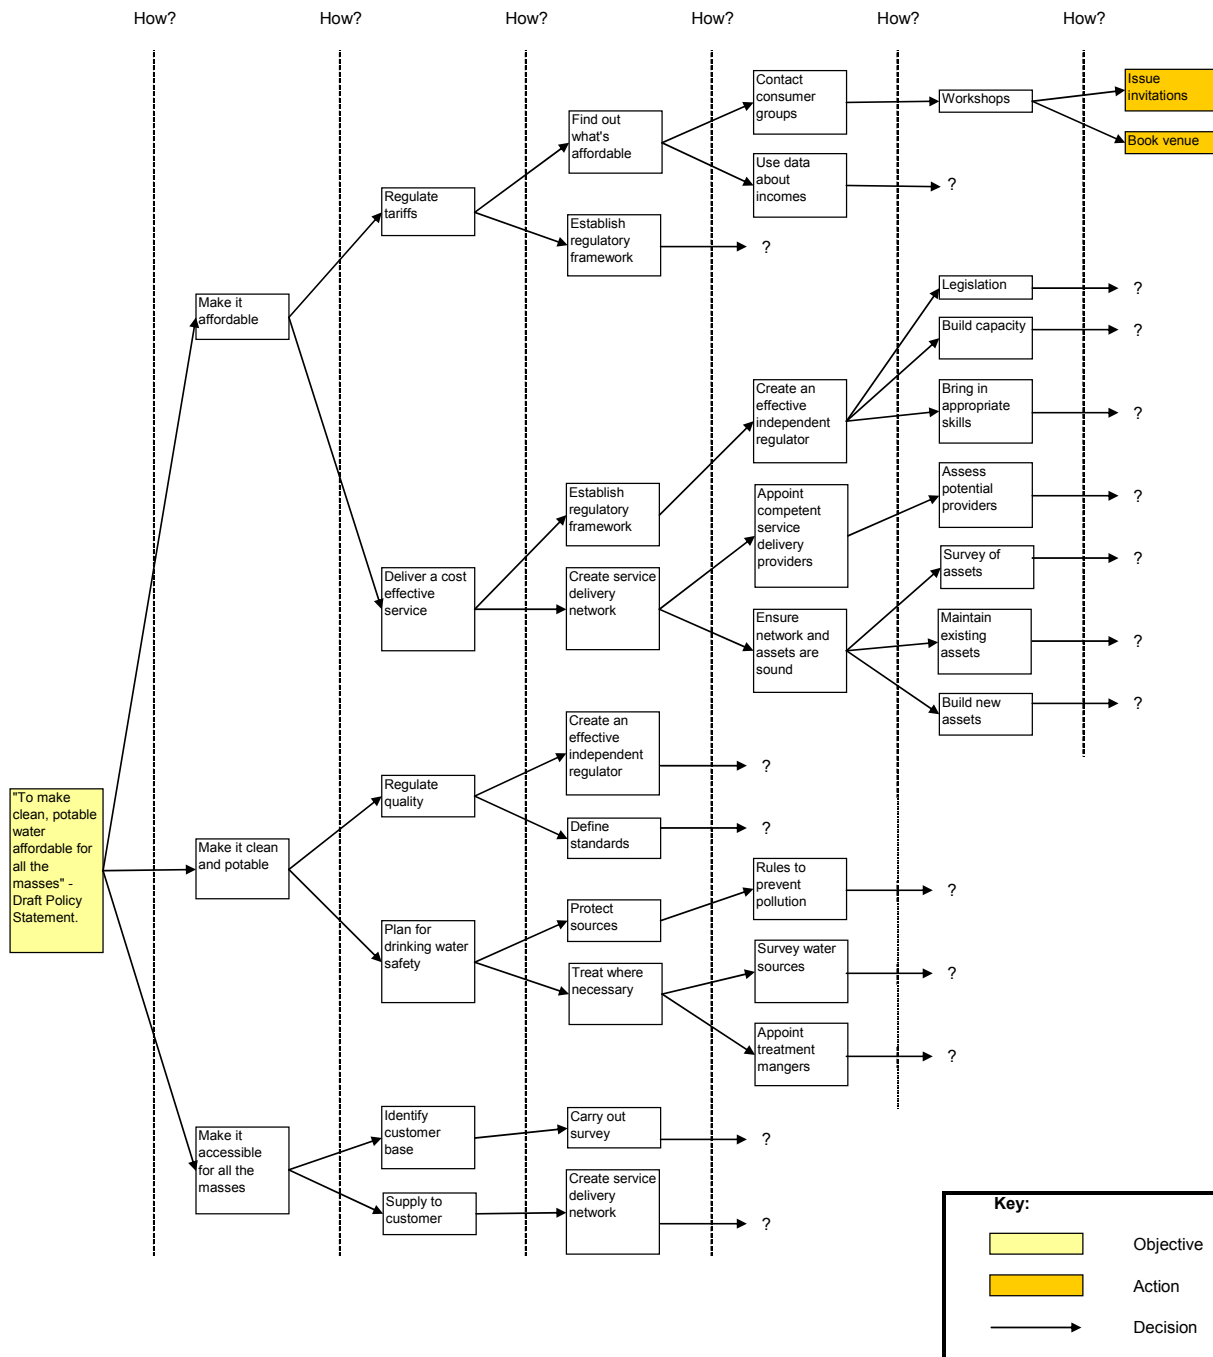 How?
How?
How?
How?
How?
How?
Contact
consumer
groups
Workshops
Issue
invitations
Book venue
Find out
what's
affordable
Use data
about
incomes
?
Regulate
tariffs
Establish
regulatory
framework
?
Make it
affordable
Legislation
?
Build capacity
?
Create an
effective
independent
regulator
Bring in
appropriate
skills
?
Establish
regulatory
framework
Appoint
competent
service
delivery
providers
Assess
potential
providers
?
Deliver a cost
effective
service
Create service
delivery
network
Survey of
assets
?
Ensure
network and
assets are
sound
Maintain
existing
assets
?
Build new
assets
?
Create an
effective
independent
regulator
?
Regulate
quality
Define
standards
?
"To make
clean, potable
water
affordable for
all the
masses" -
Draft Policy
Statement.
Make it clean
and potable
Rules to
prevent
pollution
?
Protect
sources
Plan for
drinking water
safety
Treat where
necessary
Survey water
sources
?
Appoint
treatment
mangers
?
Identify
customer
base
Carry out
survey
?
Make it
accessible
for all the
masses
Supply to
customer
Create service
delivery
network
?
Key:
Objective
Action
Decision